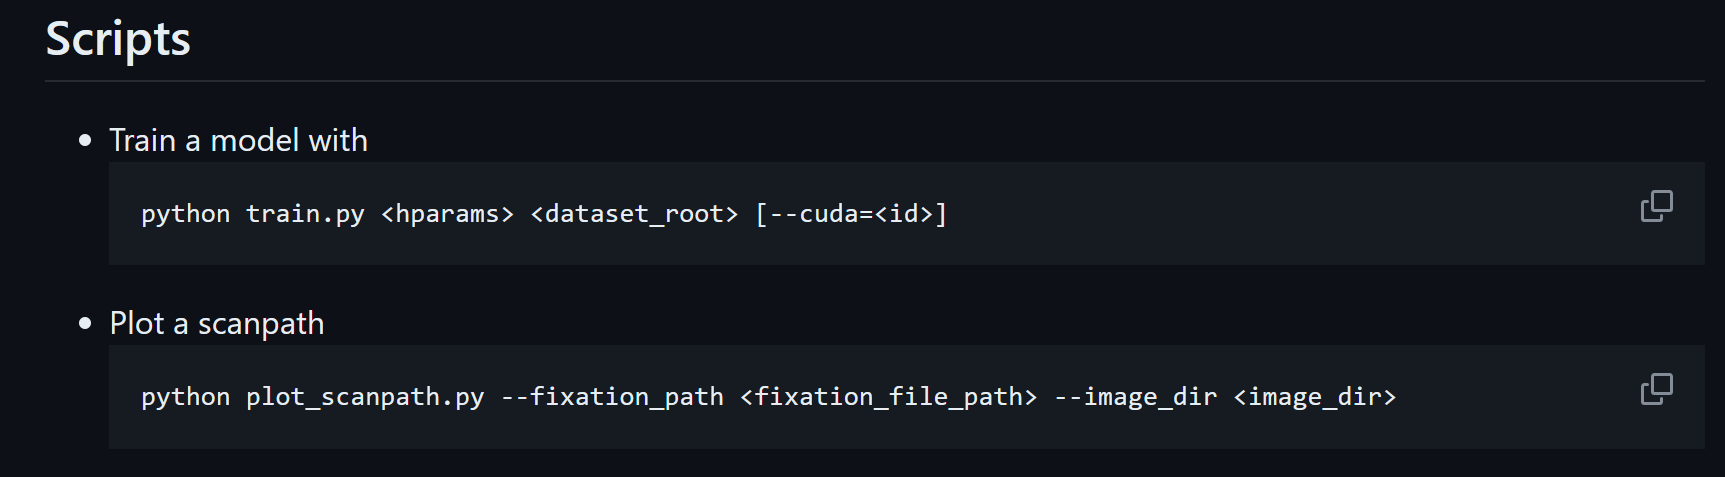 Scripts
Train a model with
python train.py <hparams> <dataset_root> [--cuda=<id>]
Plot a scanpath
python plot_scanpath.py --fixation_path <fixation_file_path> --image_dir <image_dir>